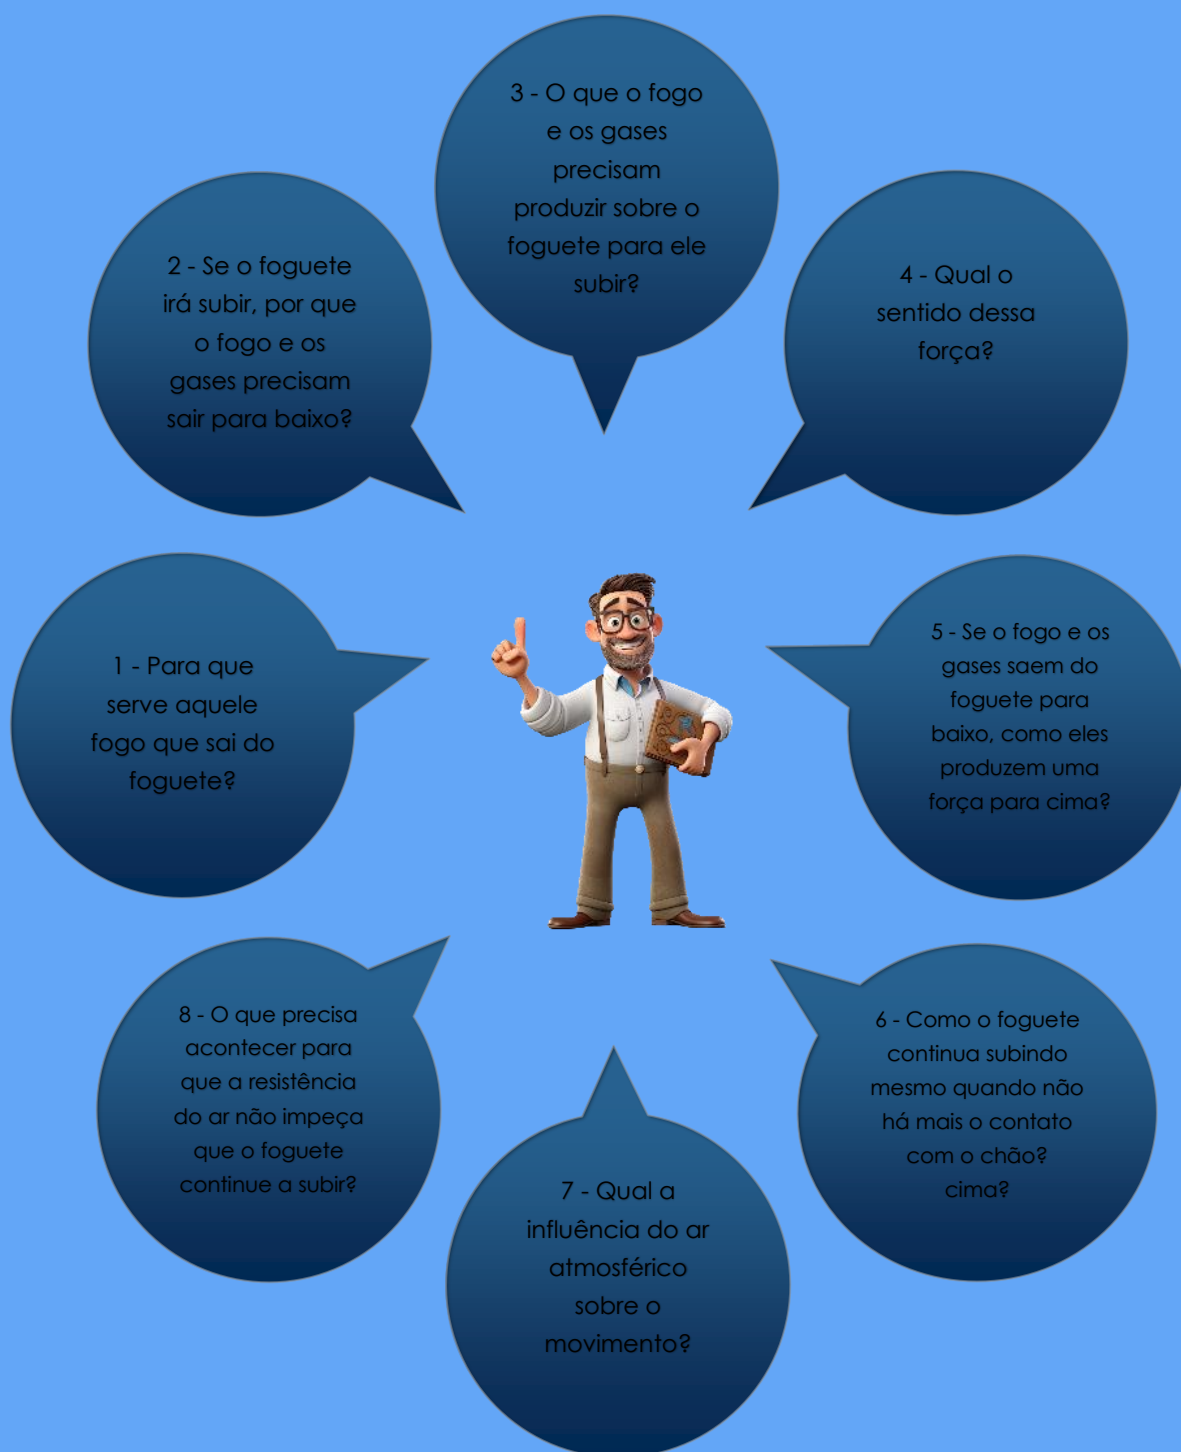 1 - Para que
serve aquele
fogo que sai do
foguete?
2 - Se o foguete
irá subir, por que
o fogo e os
gases precisam
sair para baixo?
3 - O que o fogo
e os gases
precisam
produzir sobre o
foguete para ele
subir?
4 - Qual o
sentido dessa
força?
5 - Se o fogo e os
gases saem do
foguete para
baixo, como eles
produzem uma
força para cima?
6 - Como o foguete
continua subindo
mesmo quando não
há mais o contato
com o chão?
cima?
7 - Qual a
influência do ar
atmosférico
sobre o
movimento?
8 - O que precisa
acontecer para
que a resistência
do ar não impeça
que o foguete
continue a subir?